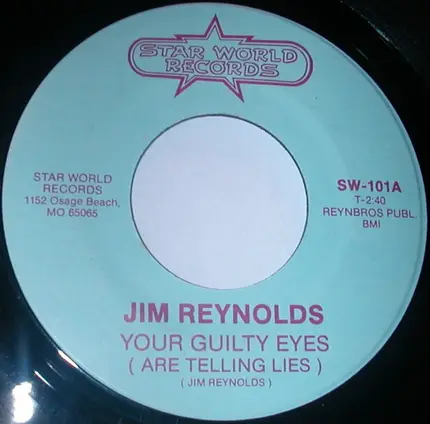 STAR WORLD
RECORDS
STAR WORLD
RECORDS
1152 Osage Beach,
MO 65065
SW-101A
T-2:40
REYNBROS PUBL.
BMI
JIM REYNOLDS
YOUR GUILTY EYES
( ARE TELLING LIES )
( JIM REYNOLDS )